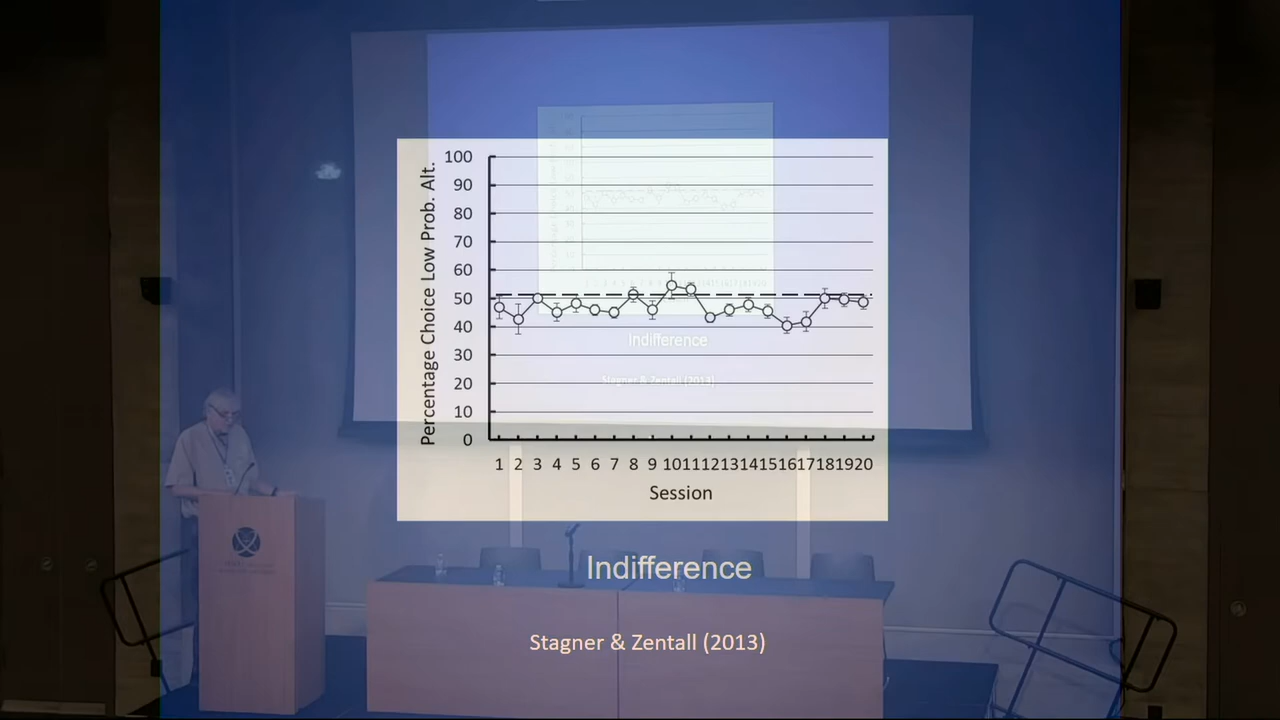 Percentage Choice Low Prob. Alt.
100
90
80
70
60
50
40
30
20
10
0
1 2 3 4 5 6 7 8 9 10 11 12 13 14 15 16 17 18 19 20
Session
Indifference
Stagner & Zentall (2013)
Indifference
Stagner & Zentall (2013)